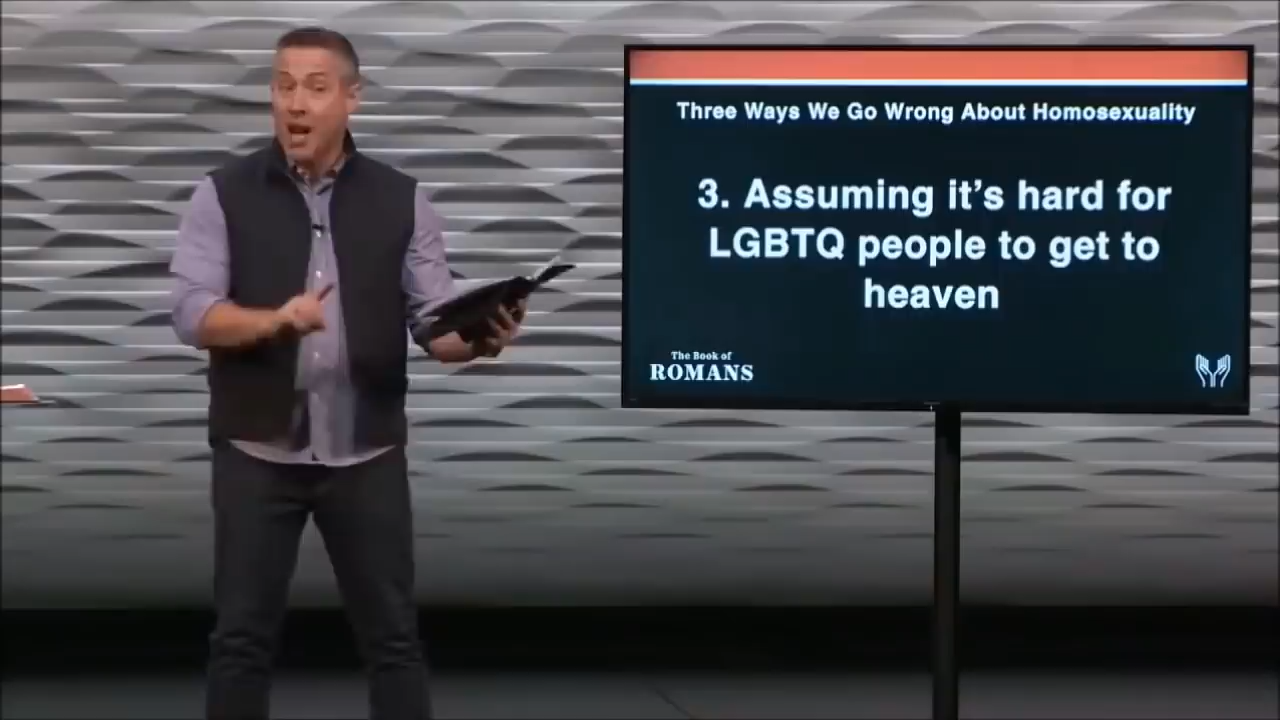 Three Ways We Go Wrong About Homosexuality
3. Assuming it's hard for
LGBTQ people to get to
heaven
The Book of
ROMANS